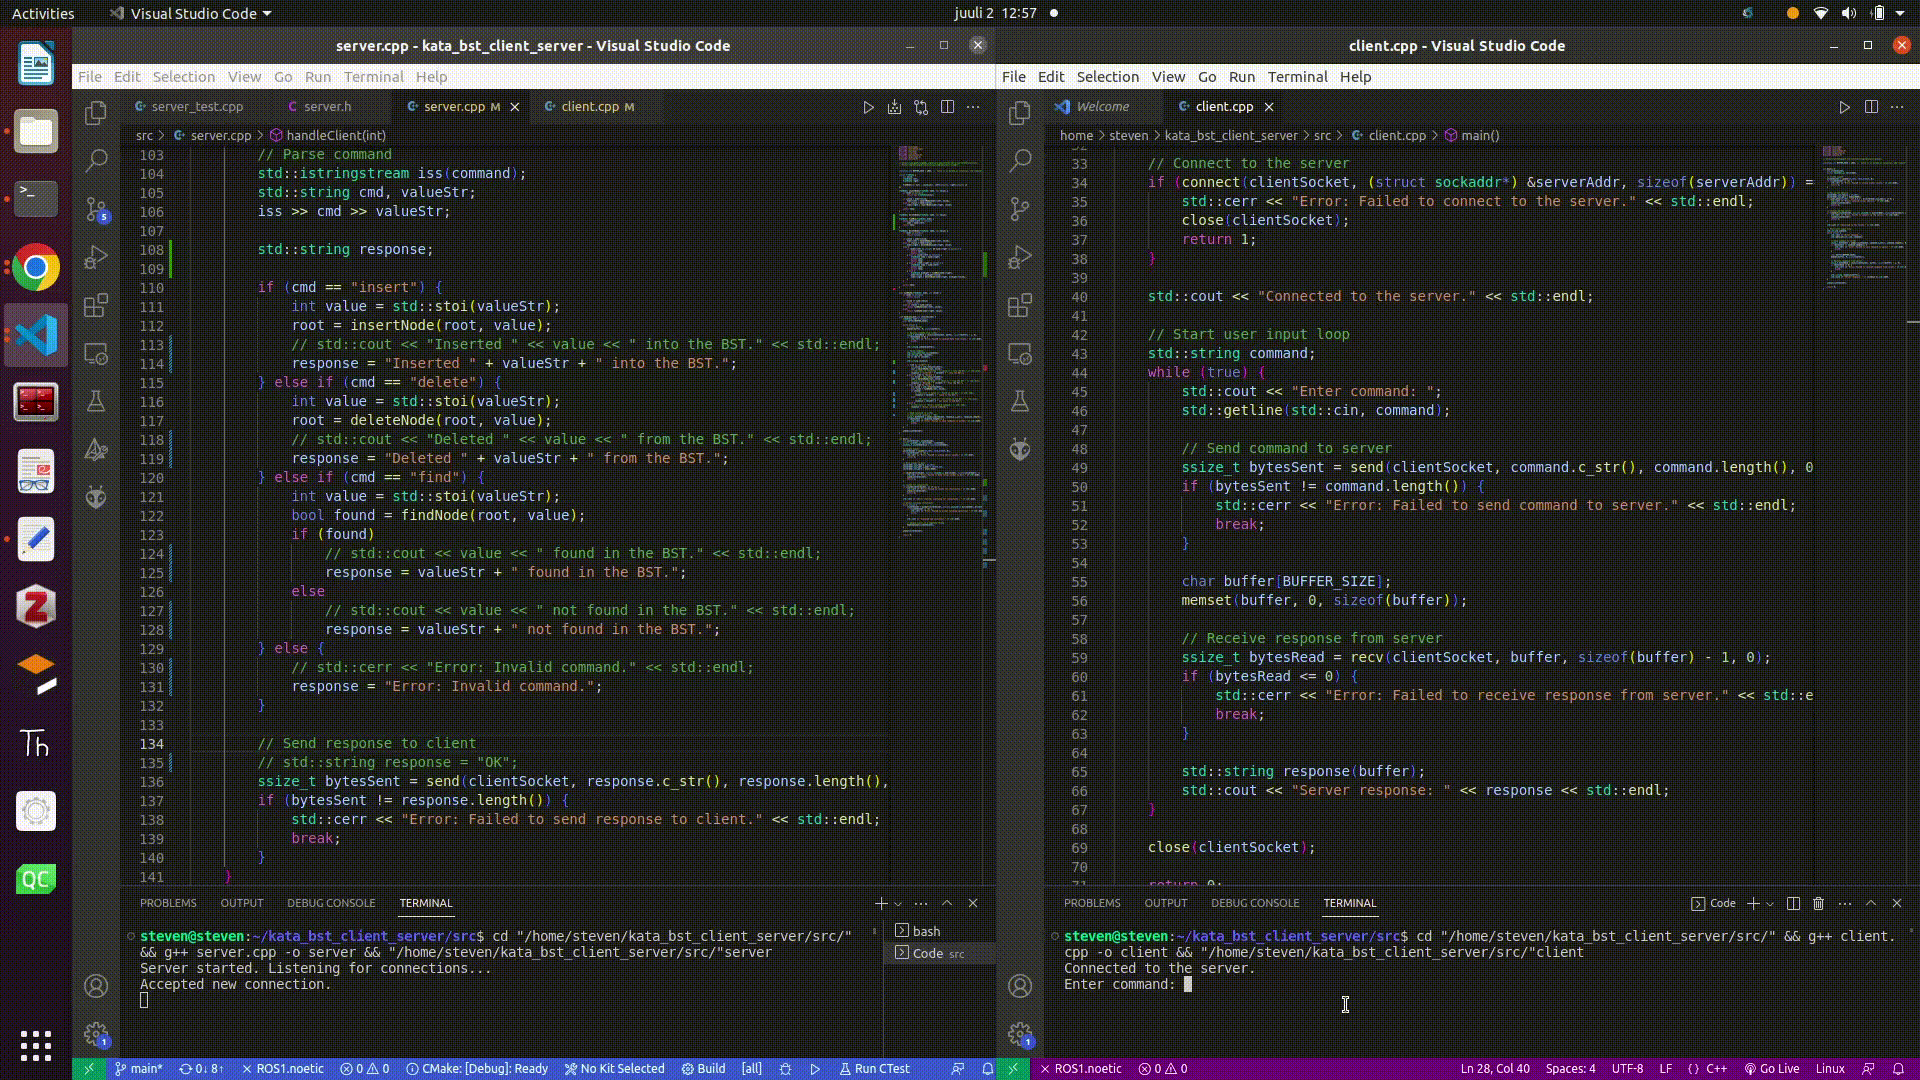 Activities
Visual Studio Code
juuli 2 12:57
server.cpp - kata_bst_client_server - Visual Studio Code
File Edit Selection View Go Run Terminal Help
server_test.cpp
server.h
server.cpp M
client.cpp M
src > server.cpp > handleClient(int)
103 // Parse command
104 std::istringstream iss(command);
105 std::string cmd, valueStr;
106 iss >> cmd >> valueStr;
107
108 std::string response;
109
110 if (cmd == "insert") {
111 int value = std::stoi(valueStr);
112 root = insertNode(root, value);
113 // std::cout << "Inserted " << value << " into the BST." << std::endl;
114 response = "Inserted " + valueStr + " into the BST.";
115 } else if (cmd == "delete") {
116 int value = std::stoi(valueStr);
117 root = deleteNode(root, value);
118 // std::cout << "Deleted " << value << " from the BST." << std::endl;
119 response = "Deleted " + valueStr + " from the BST.";
120 } else if (cmd == "find") {
121 int value = std::stoi(valueStr);
122 bool found = findNode(root, value);
123 if (found)
124 // std::cout << value << " found in the BST." << std::endl;
125 response = valueStr + " found in the BST.";
126 else
127 // std::cout << value << " not found in the BST." << std::endl;
128 response = valueStr + " not found in the BST.";
129 } else {
130 // std::cerr << "Error: Invalid command." << std::endl;
131 response = "Error: Invalid command.";
132 }
133
134 // Send response to client
135 // std::string response = "OK";
136 ssize_t bytesSent = send(clientSocket, response.c_str(), response.length(),
137 if (bytesSent != response.length()) {
138 std::cerr << "Error: Failed to send response to client." << std::endl;
139 break;
140 }
141 }
PROBLEMS OUTPUT DEBUG CONSOLE TERMINAL
steven@steven:~/kata_bst_client_server/src$ cd "/home/steven/kata_bst_client_server/src/"
&& g++ server.cpp -o server && "/home/steven/kata_bst_client_server/src/"server
Server started. Listening for connections...
Accepted new connection.
bash
Code src
main* 0↓ 8↑ ROS1.noetic 0 0 CMake: [Debug]: Ready No Kit Selected Build [all] Run CTest
client.cpp - Visual Studio Code
File Edit Selection View Go Run Terminal Help
Welcome
client.cpp
home > steven > kata_bst_client_server > src > client.cpp > main()
32
33 // Connect to the server
34 if (connect(clientSocket, (struct sockaddr*) &serverAddr, sizeof(serverAddr)) =
35 std::cerr << "Error: Failed to connect to the server." << std::endl;
36 close(clientSocket);
37 return 1;
38 }
39
40 std::cout << "Connected to the server." << std::endl;
41
42 // Start user input loop
43 std::string command;
44 while (true) {
45 std::cout << "Enter command: ";
46 std::getline(std::cin, command);
47
48 // Send command to server
49 ssize_t bytesSent = send(clientSocket, command.c_str(), command.length(), 0
50 if (bytesSent != command.length()) {
51 std::cerr << "Error: Failed to send command to server." << std::endl;
52 break;
53 }
54
55 char buffer[BUFFER_SIZE];
56 memset(buffer, 0, sizeof(buffer));
57
58 // Receive response from server
59 ssize_t bytesRead = recv(clientSocket, buffer, sizeof(buffer) - 1, 0);
60 if (bytesRead <= 0) {
61 std::cerr << "Error: Failed to receive response from server." << std::e
62 break;
63 }
64
65 std::string response(buffer);
66 std::cout << "Server response: " << response << std::endl;
67 }
68
69 close(clientSocket);
70
71 return 0;
PROBLEMS OUTPUT DEBUG CONSOLE TERMINAL
Code
steven@steven:~/kata_bst_client_server/src$ cd "/home/steven/kata_bst_client_server/src/" && g++ client.
cpp -o client && "/home/steven/kata_bst_client_server/src/"client
Connected to the server.
Enter command:
ROS1.noetic 0 0 Ln 28, Col 40 Spaces: 4 UTF-8 LF {} C++ Go Live Linux
5
1
1
Th
QC